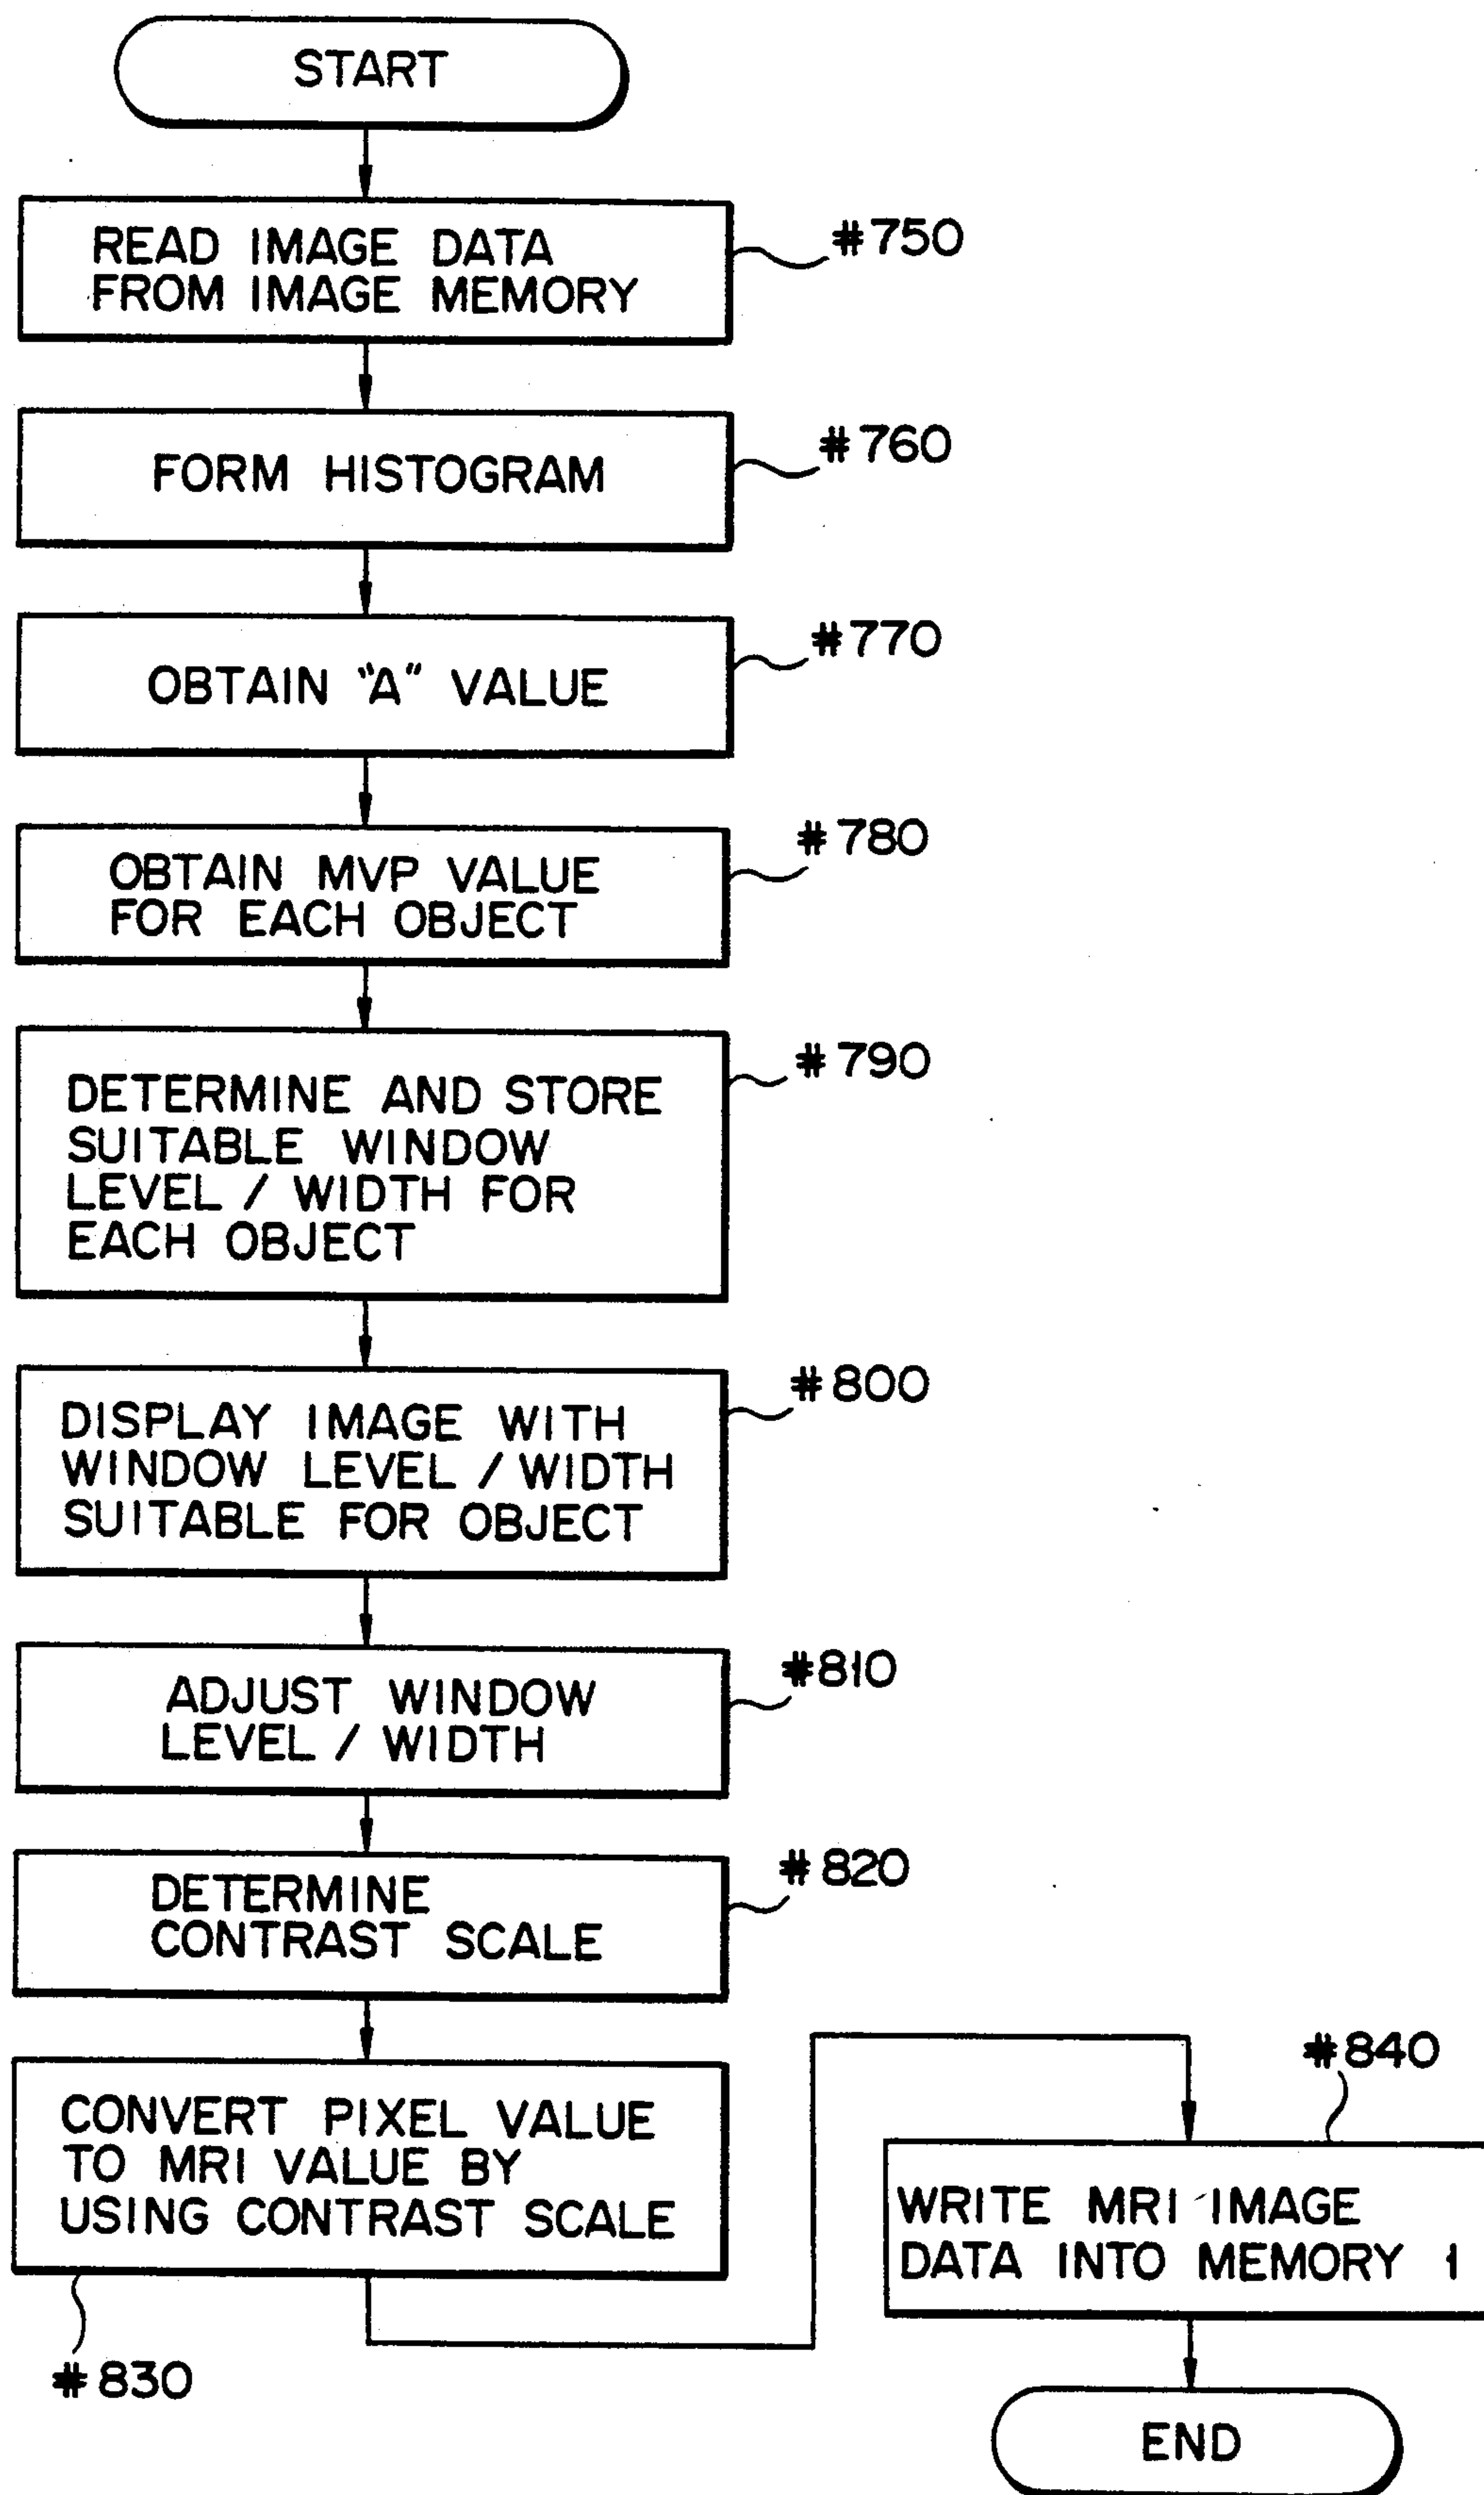 START
READ IMAGE DATA
FROM IMAGE MEMORY
#750
FORM HISTOGRAM
#760
OBTAIN "A" VALUE
#770
OBTAIN MVP VALUE
FOR EACH OBJECT
#780
DETERMINE AND STORE
SUITABLE WINDOW
LEVEL / WIDTH FOR
EACH OBJECT
#790
DISPLAY IMAGE WITH
WINDOW LEVEL / WIDTH
SUITABLE FOR OBJECT
#800
ADJUST WINDOW
LEVEL / WIDTH
#810
DETERMINE
CONTRAST SCALE
#820
CONVERT PIXEL VALUE
TO MRI VALUE BY
USING CONTRAST SCALE
#830
#840
WRITE MRI IMAGE
DATA INTO MEMORY 1
END